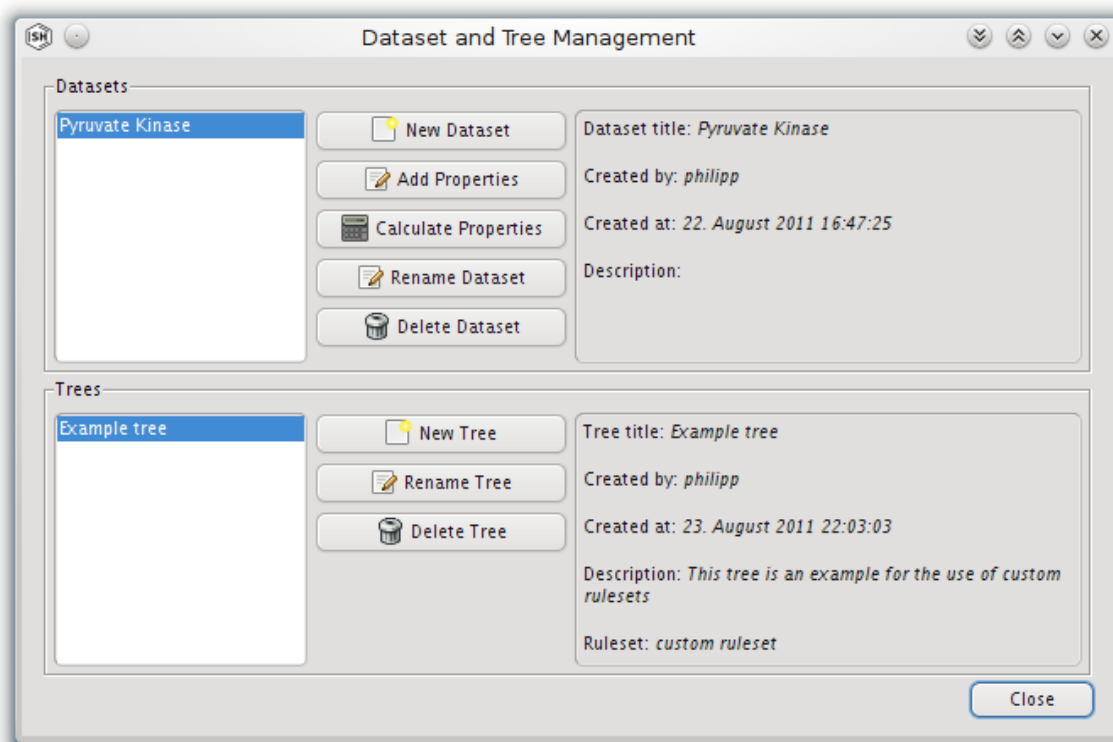 ISH
Dataset and Tree Management
Datasets
Pyruvate Kinase
New Dataset
Add Properties
Calculate Properties
Rename Dataset
Delete Dataset
Dataset title: Pyruvate Kinase
Created by: philipp
Created at: 22. August 2011 16:47:25
Description:
Trees
Example tree
New Tree
Rename Tree
Delete Tree
Tree title: Example tree
Created by: philipp
Created at: 23. August 2011 22:03:03
Description: This tree is an example for the use of custom
rulesets
Ruleset: custom ruleset
Close